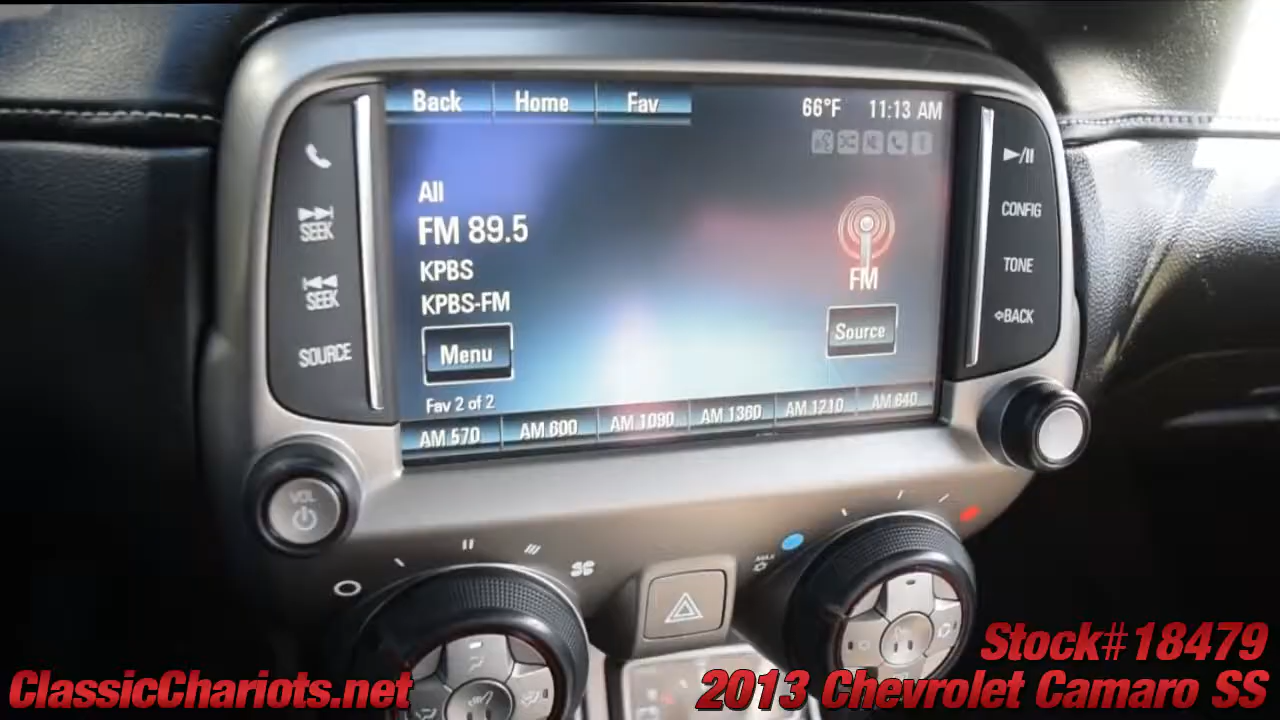 Back Home Fav 66°F 11:13 AM
All
FM 89.5
KPBS
KPBS-FM
Menu
Fav 2 of 2
FM
Source
AM 570 AM 600 AM 1090 AM 1360 AM 1210 AM 640
SEEK
SEEK
SOURCE
VOL
CONFIG
TONE
BACK
MAX
Stock#18479
ClassicChariots.net
2013 Chevrolet Camaro SS